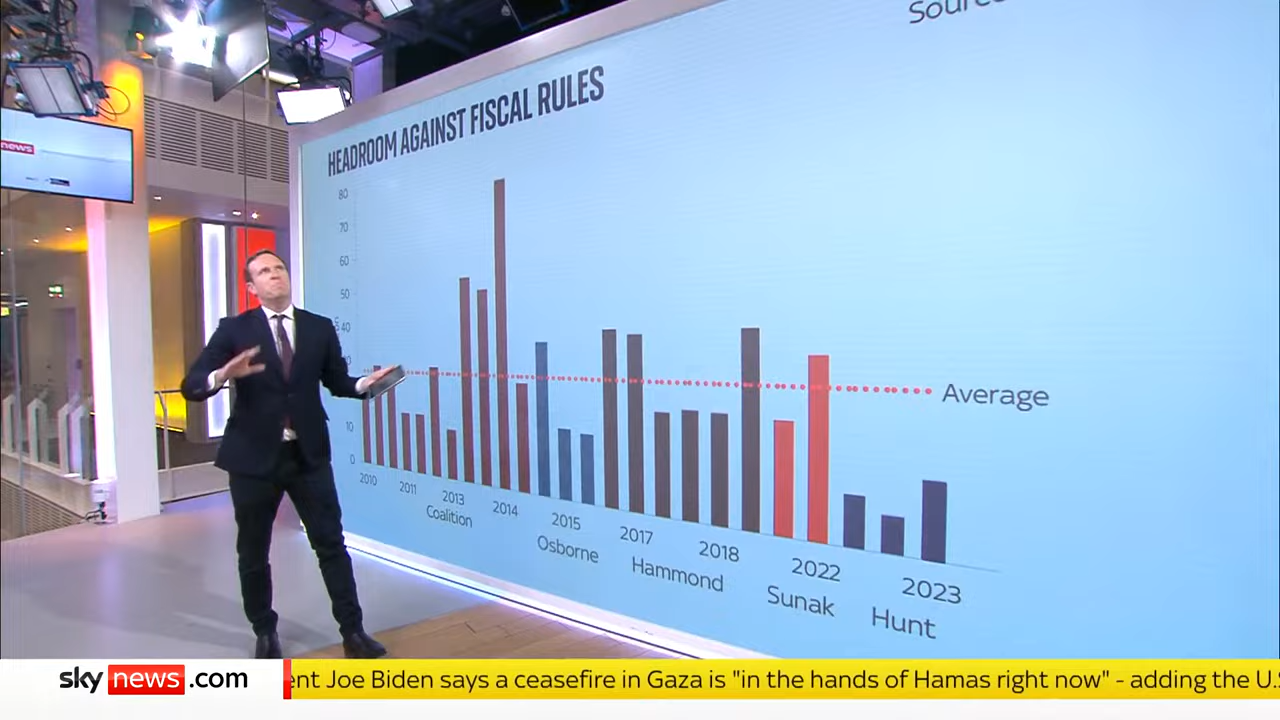 Source
HEADROOM AGAINST FISCAL RULES
news
80
70
60
50
40
10
0
Average
2010
2011
2013
2014
2015
2017
2018
2022
2023
Coalition
Osborne
Hammond
Sunak
Hunt
skynews.com
ent Joe Biden says a ceasefire in Gaza is "in the hands of Hamas right now" - adding the U.S